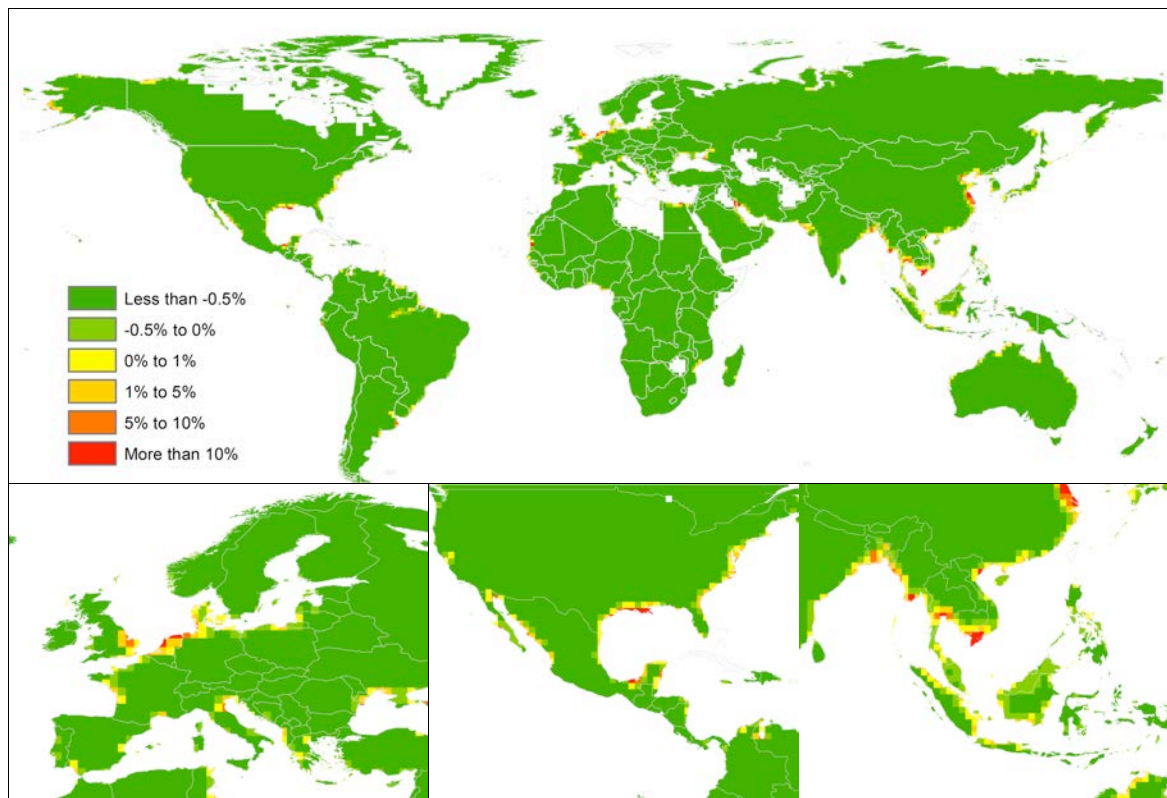 Less than -0.5%
-0.5% to 0%
0% to 1%
1% to 5%
5% to 10%
More than 10%